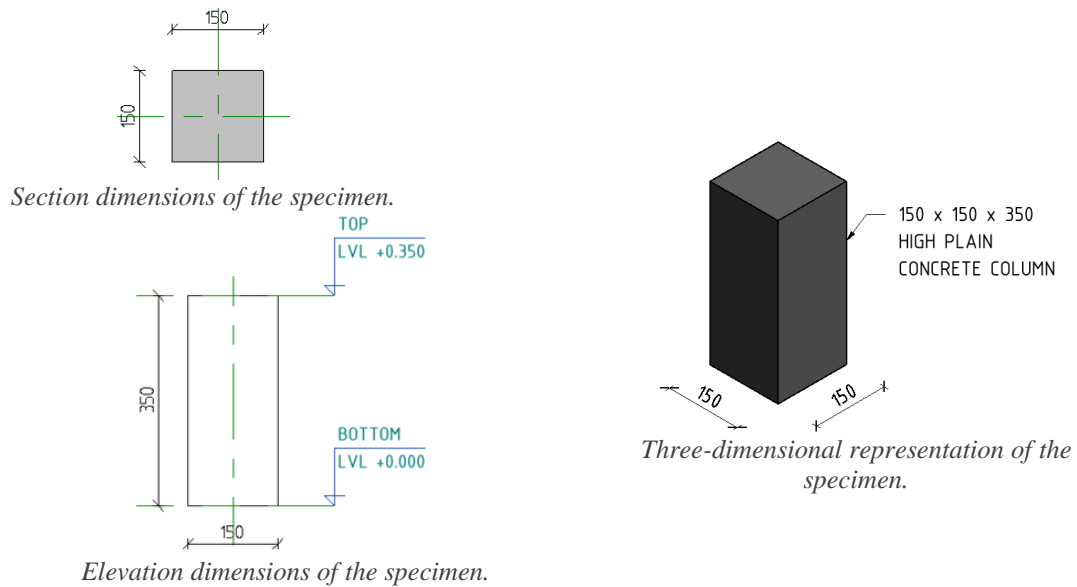 150
150
Section dimensions of the specimen.
TOP
LVL +0.350
350
BOTTOM
LVL +0.000
150
Elevation dimensions of the specimen.
150 x 150 x 350
HIGH PLAIN
CONCRETE COLUMN
150
150
Three-dimensional representation of the
specimen.